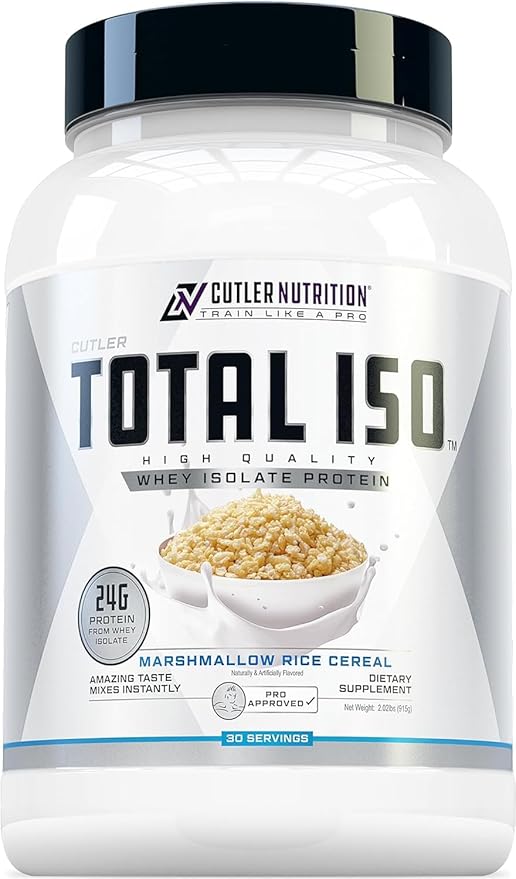 CUTLER NUTRITION®
TRAIN LIKE A PRO
CUTLER
TOTAL ISO™
HIGH QUALITY
WHEY ISOLATE PROTEIN
24G
PROTEIN
FROM WHEY
ISOLATE
MARSHMALLOW RICE CEREAL
Naturally & Artificially Flavored
AMAZING TASTE
MIXES INSTANTLY
PRO
APPROVED
DIETARY
SUPPLEMENT
Net Weight: 2.02lbs (915g)
30 SERVINGS